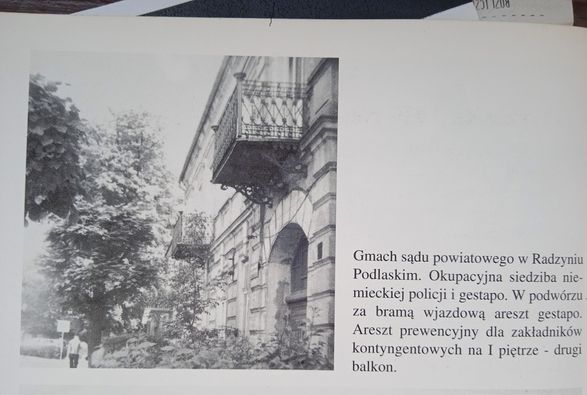 Gmach sądu powiatowego w Radzyniu
Podlaskim. Okupacyjna siedziba nie-
mieckiej policji i gestapo. W podwórzu
za bramą wjazdową areszt gestapo.
Areszt prewencyjny dla zakładników
kontyngentowych na I piętrze - drugi
balkon.